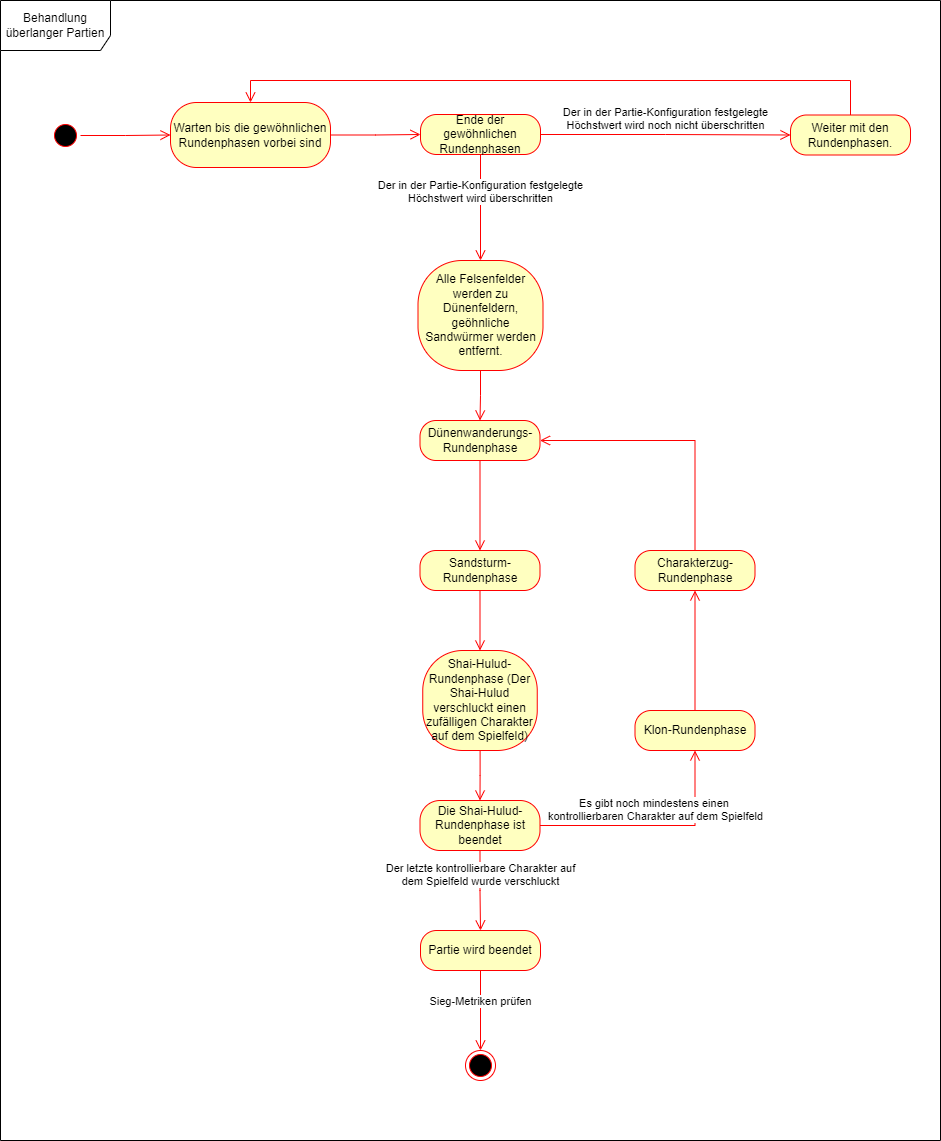 Behandlung
überlanger Partien
Der in der Partie-Konfiguration festgelegte
Höchstwert wird noch nicht überschritten
Warten bis die gewöhnlichen
Rundenphasen vorbei sind
Ende der
gewöhnlichen
Rundenphasen
Weiter mit den
Rundenphasen.
Der in der Partie-Konfiguration festgelegte
Höchstwert wird überschritten
Alle Felsenfelder
werden zu
Dünenfeldern,
geöhnliche
Sandwürmer werden
entfernt.
Dünenwanderungs-
Rundenphase
Sandsturm-
Rundenphase
Charakterzug-
Rundenphase
Shai-Hulud-
Rundenphase (Der
Shai-Hulud
verschluckt einen
zufälligen Charakter
auf dem Spielfeld)
Klon-Rundenphase
Die Shai-Hulud-
Rundenphase ist
beendet
Es gibt noch mindestens einen
kontrollierbaren Charakter auf dem Spielfeld
Der letzte kontrollierbare Charakter auf
dem Spielfeld wurde verschluckt
Partie wird beendet
Sieg-Metriken prüfen